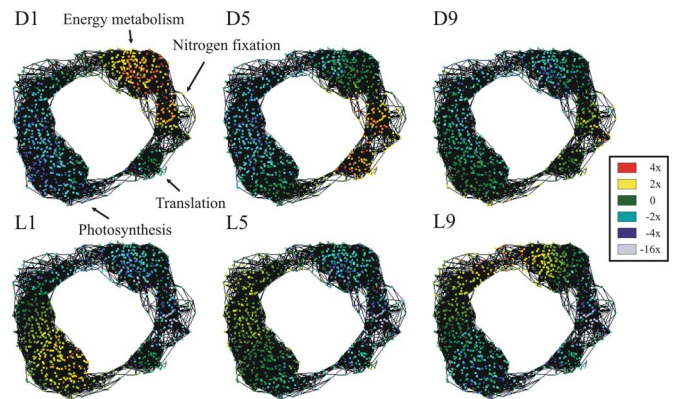 D1
D5
D9
Energy metabolism
Nitrogen fixation
Translation
Photosynthesis
L1
L5
L9
4x
2x
0
-2x
-4x
-16x